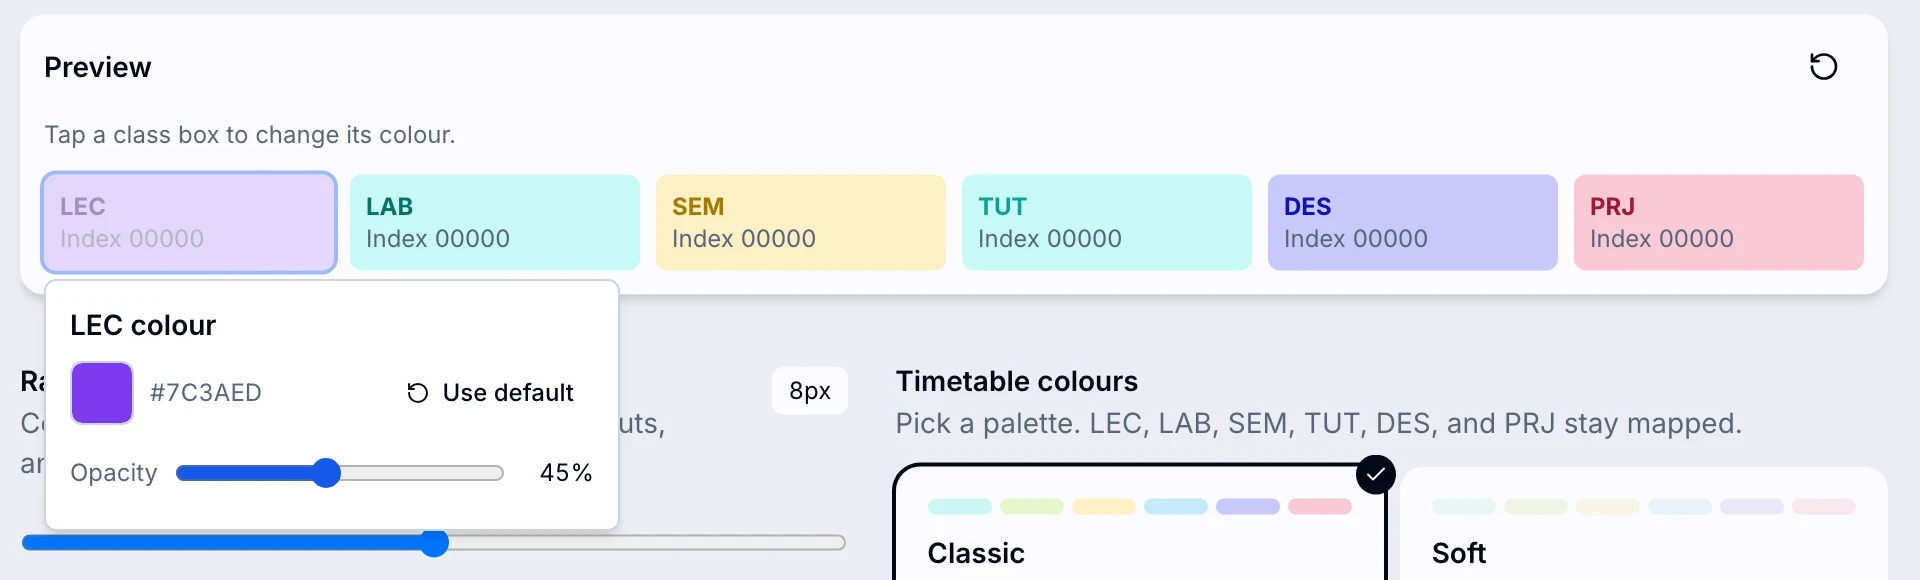 Preview
Tap a class box to change its colour.
LEC
Index 00000
LAB
Index 00000
SEM
Index 00000
TUT
Index 00000
DES
Index 00000
PRJ
Index 00000
LEC colour
#7C3AED
Use default
Opacity
45%
8px
uts,
Timetable colours
Pick a palette. LEC, LAB, SEM, TUT, DES, and PRJ stay mapped.
Classic
Soft